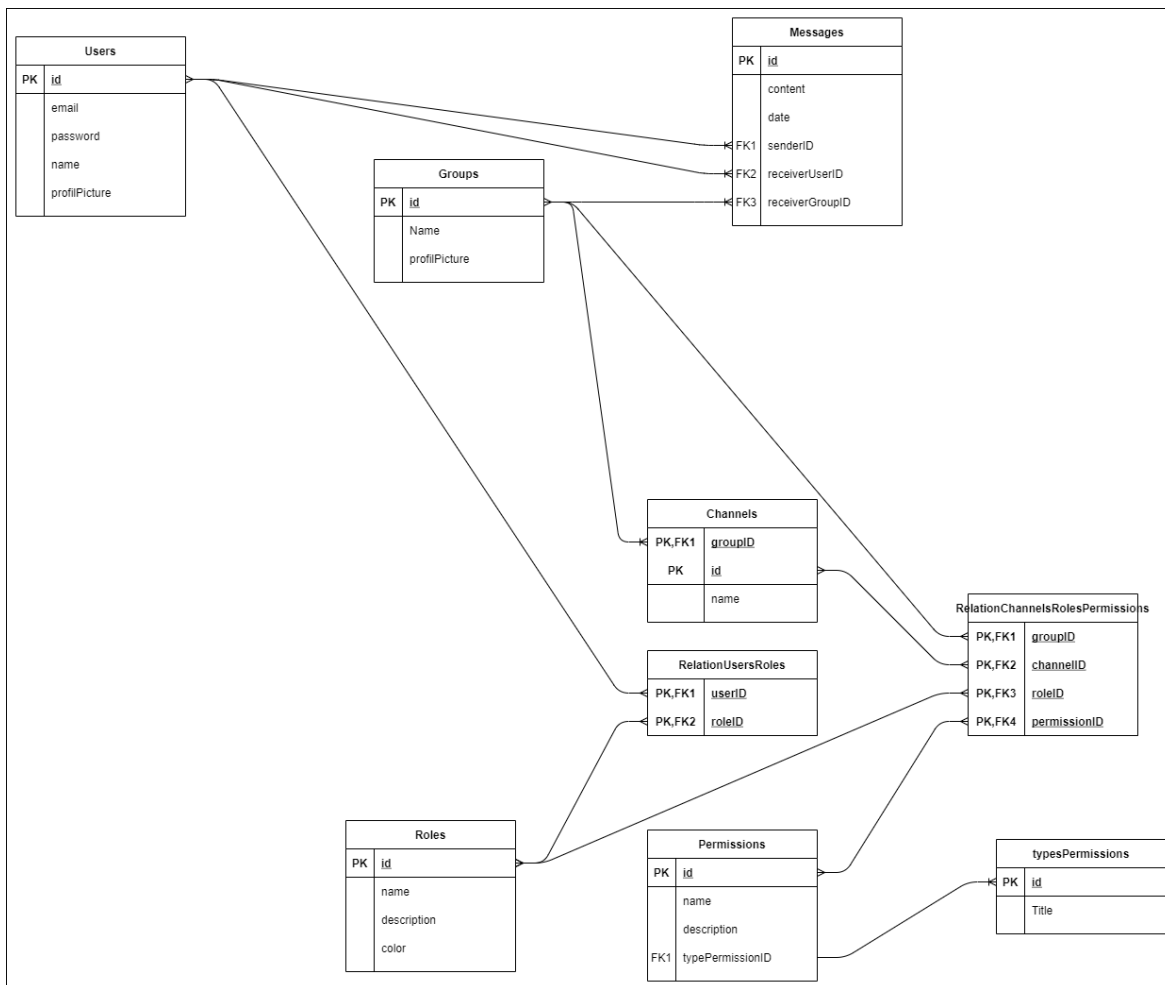 Users
PK id
email
password
name
profilPicture
Messages
PK id
content
date
FK1 senderID
FK2 receiverUserID
FK3 receiverGroupID
Groups
PK id
Name
profilPicture
Channels
PK,FK1 groupID
PK id
name
RelationChannelsRolesPermissions
PK,FK1 groupID
PK,FK2 channelID
PK,FK3 roleID
PK,FK4 permissionID
RelationUsersRoles
PK,FK1 userID
PK,FK2 roleID
Roles
PK id
name
description
color
Permissions
PK id
name
description
FK1 typePermissionID
typesPermissions
PK id
Title